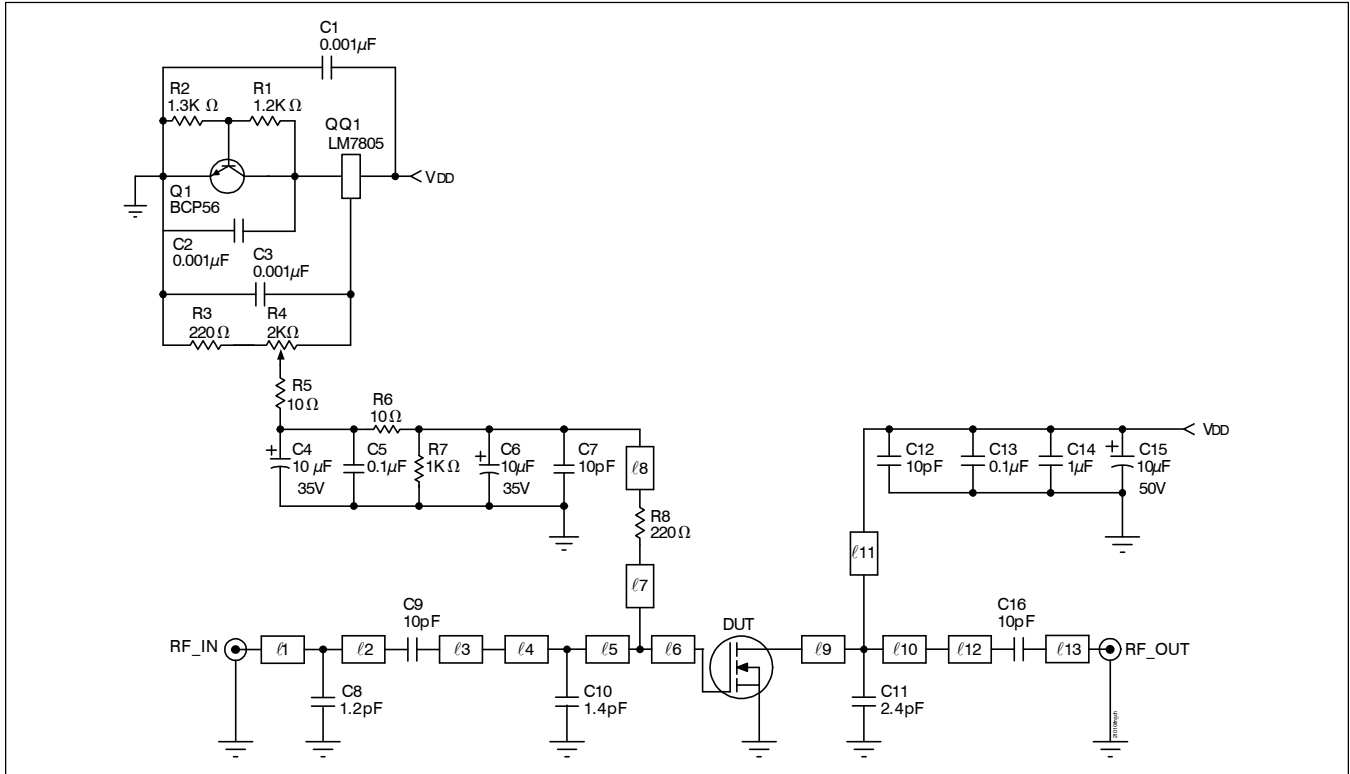 C1
0.001μF
R2
1.3K Ω
R1
1.2K Ω
QQ1
LM7805
VDD
Q1
BCP56
C2
0.001μF
C3
0.001μF
R3
220 Ω
R4
2KΩ
R5
10 Ω
R6
10 Ω
C4
10 μF
35V
C5
0.1μF
R7
1K Ω
C6
10μF
35V
C7
10pF
ℓ8
R8
220 Ω
ℓ7
VDD
C12
10pF
C13
0.1μF
C14
1μF
C15
10μF
50V
ℓ11
RF_IN
ℓ1
ℓ2
C9
10pF
ℓ3
ℓ4
ℓ5
ℓ6
DUT
ℓ9
ℓ10
ℓ12
C16
10pF
ℓ13
RF_OUT
C8
1.2pF
C10
1.4pF
C11
2.4pF